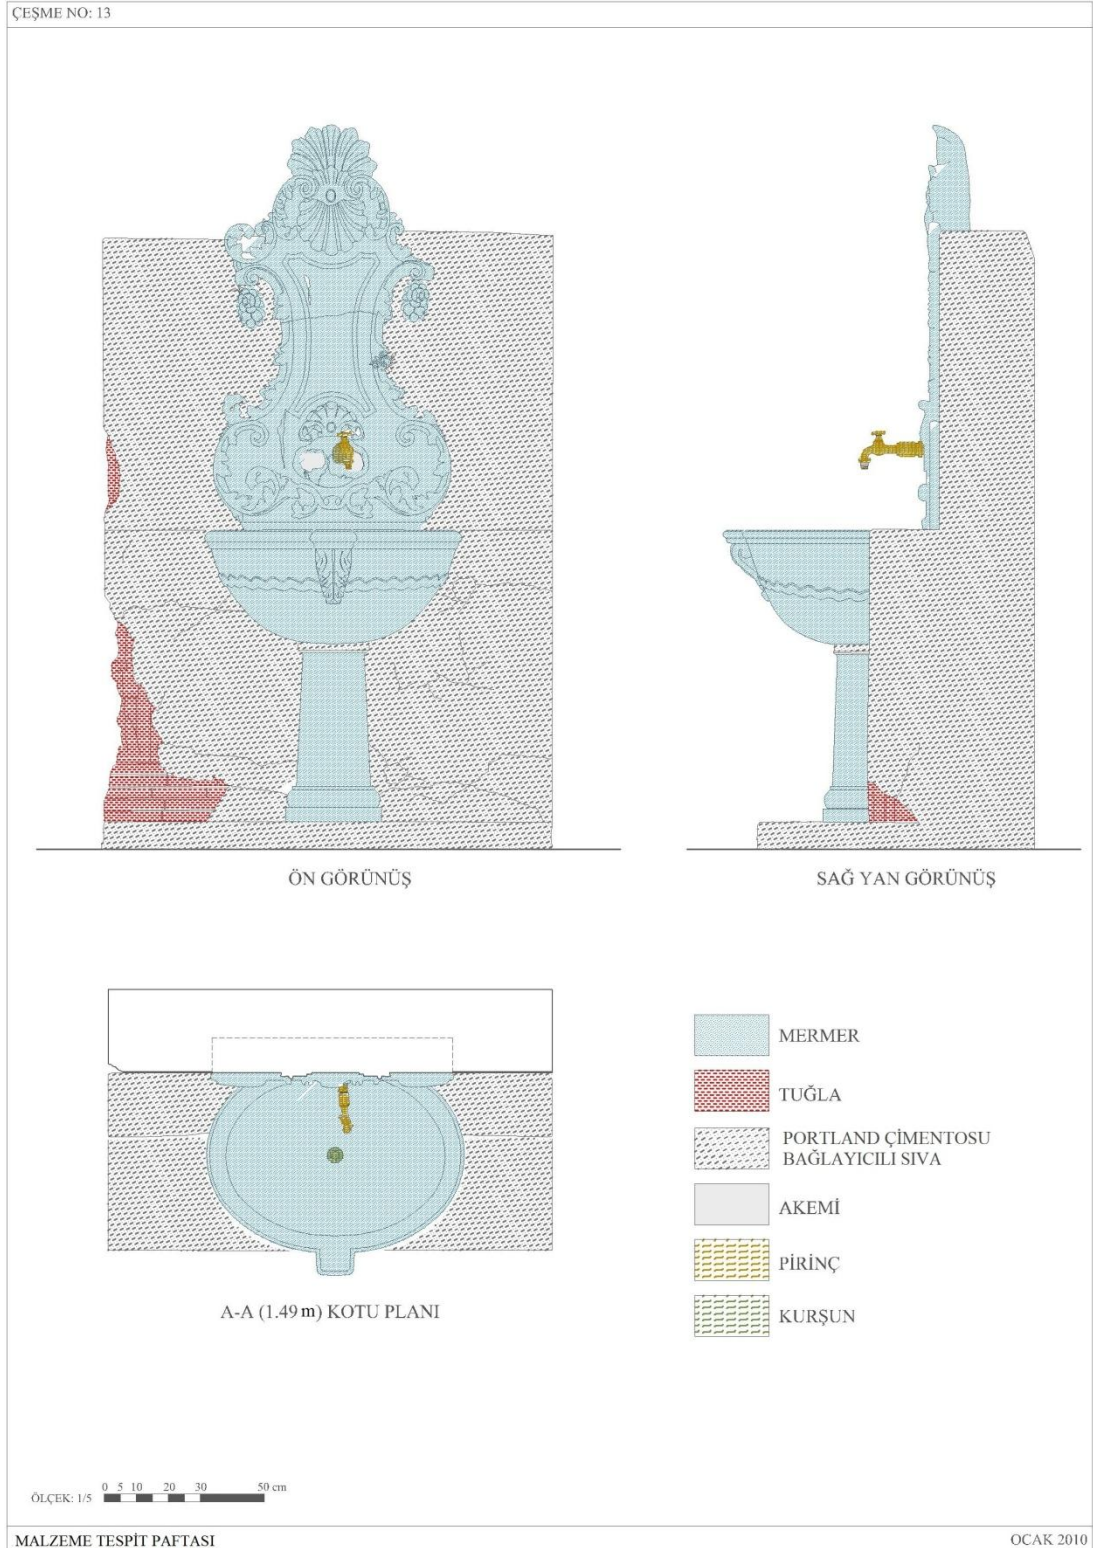 ÇEŞME NO: 13
ÖN GÖRÜNÜŞ
SAĞ YAN GÖRÜNÜŞ
A-A (1.49 m) KOTU PLANI
MERMER
TUĞLA
PORTLAND ÇİMENTOSU
BAĞLAYICILI SIVA
AKEMİ
PİRİNÇ
KURŞUN
ÖLÇEK: 1/5
0 5 10 20 30 50 cm
MALZEME TESPİT PAFTASI
OCAK 2010